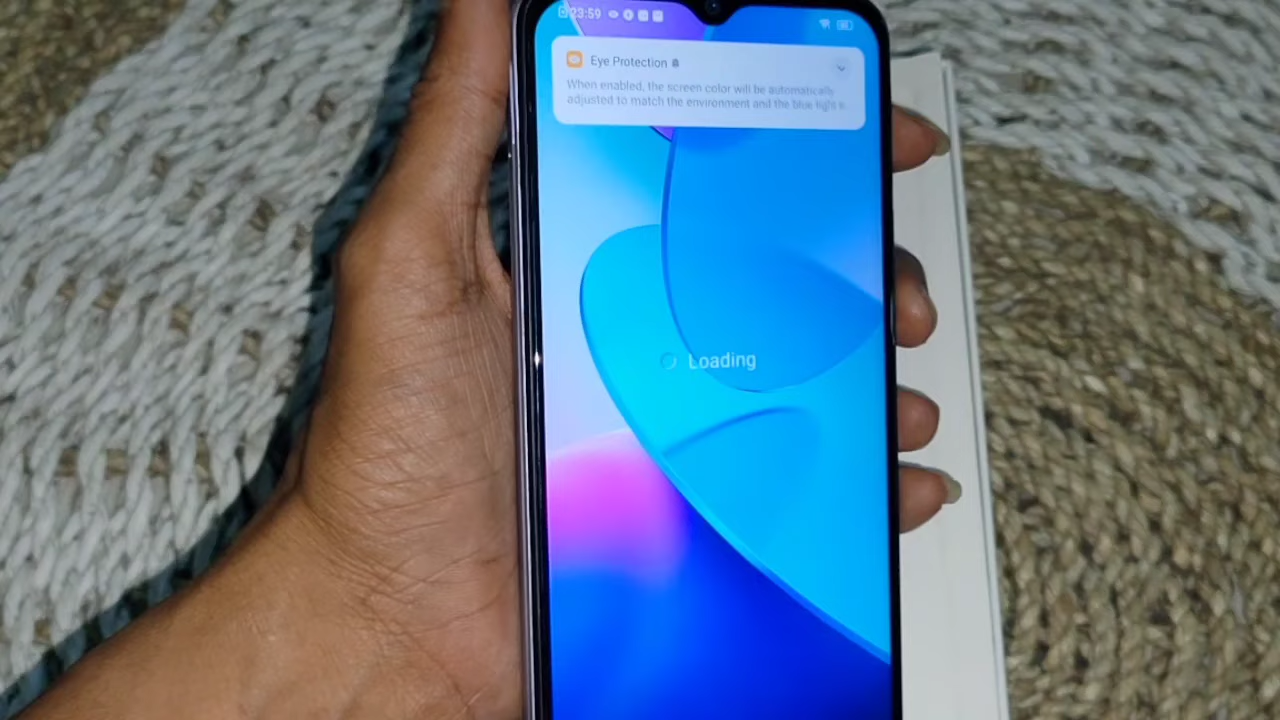 23:59
Eye Protection
When enabled, the screen color will be automatically
adjusted to match the environment and the blue light
Loading